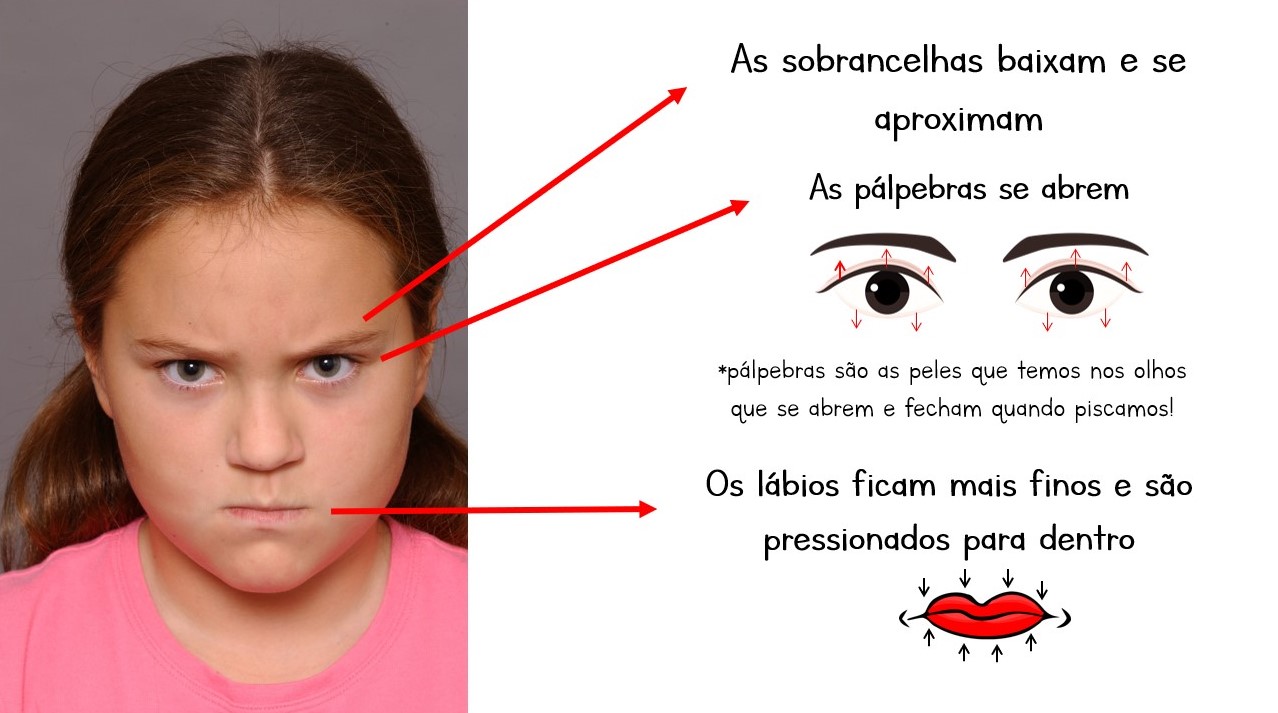 As sobrancelhas baixam e se
aproximam
As pálpebras se abrem
*pálpebras são as peles que temos nos olhos
que se abrem e fecham quando piscamos!
Os lábios ficam mais finos e são
pressionados para dentro